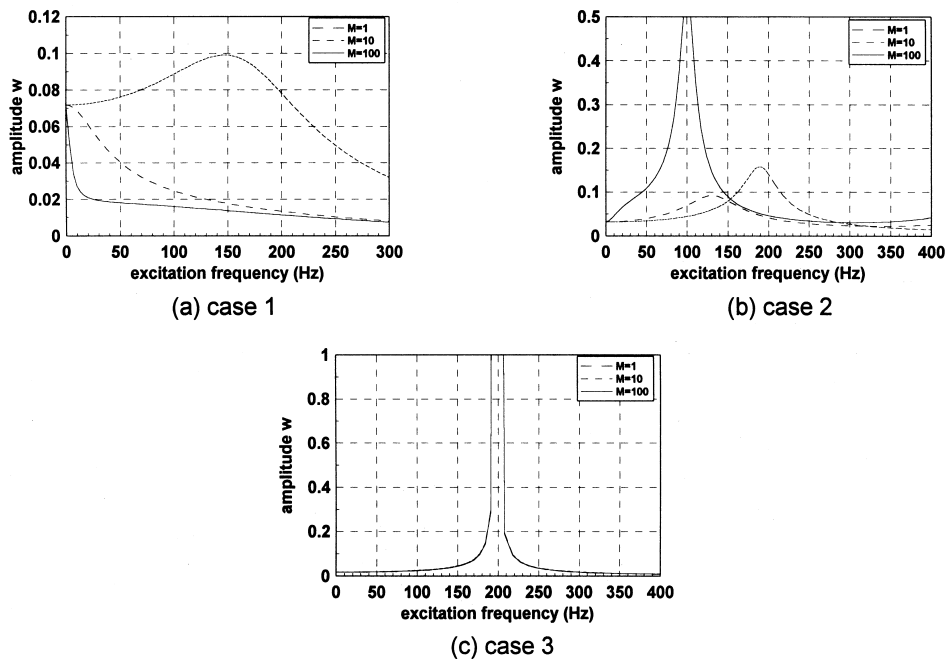 0.12
0.1
0.08
0.06
0.04
0.02
0
amplitude w
M=1
M=10
M=100
0 50 100 150 200 250 300
excitation frequency (Hz)
(a) case 1
0.5
0.4
0.3
0.2
0.1
0
amplitude w
M=1
M=10
M=100
0 50 100 150 200 250 300 350 400
excitation frequency (Hz)
(b) case 2
1
0.8
0.6
0.4
0.2
0
amplitude w
M=1
M=10
M=100
0 50 100 150 200 250 300 350 400
excitation frequency (Hz)
(c) case 3